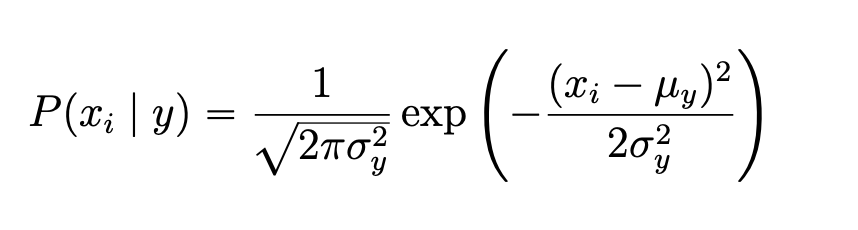 P(x_i | y) = \frac{1}{\sqrt{2\pi\sigma_y^2}} \exp\left(-\frac{(x_i - \mu_y)^2}{2\sigma_y^2}\right)